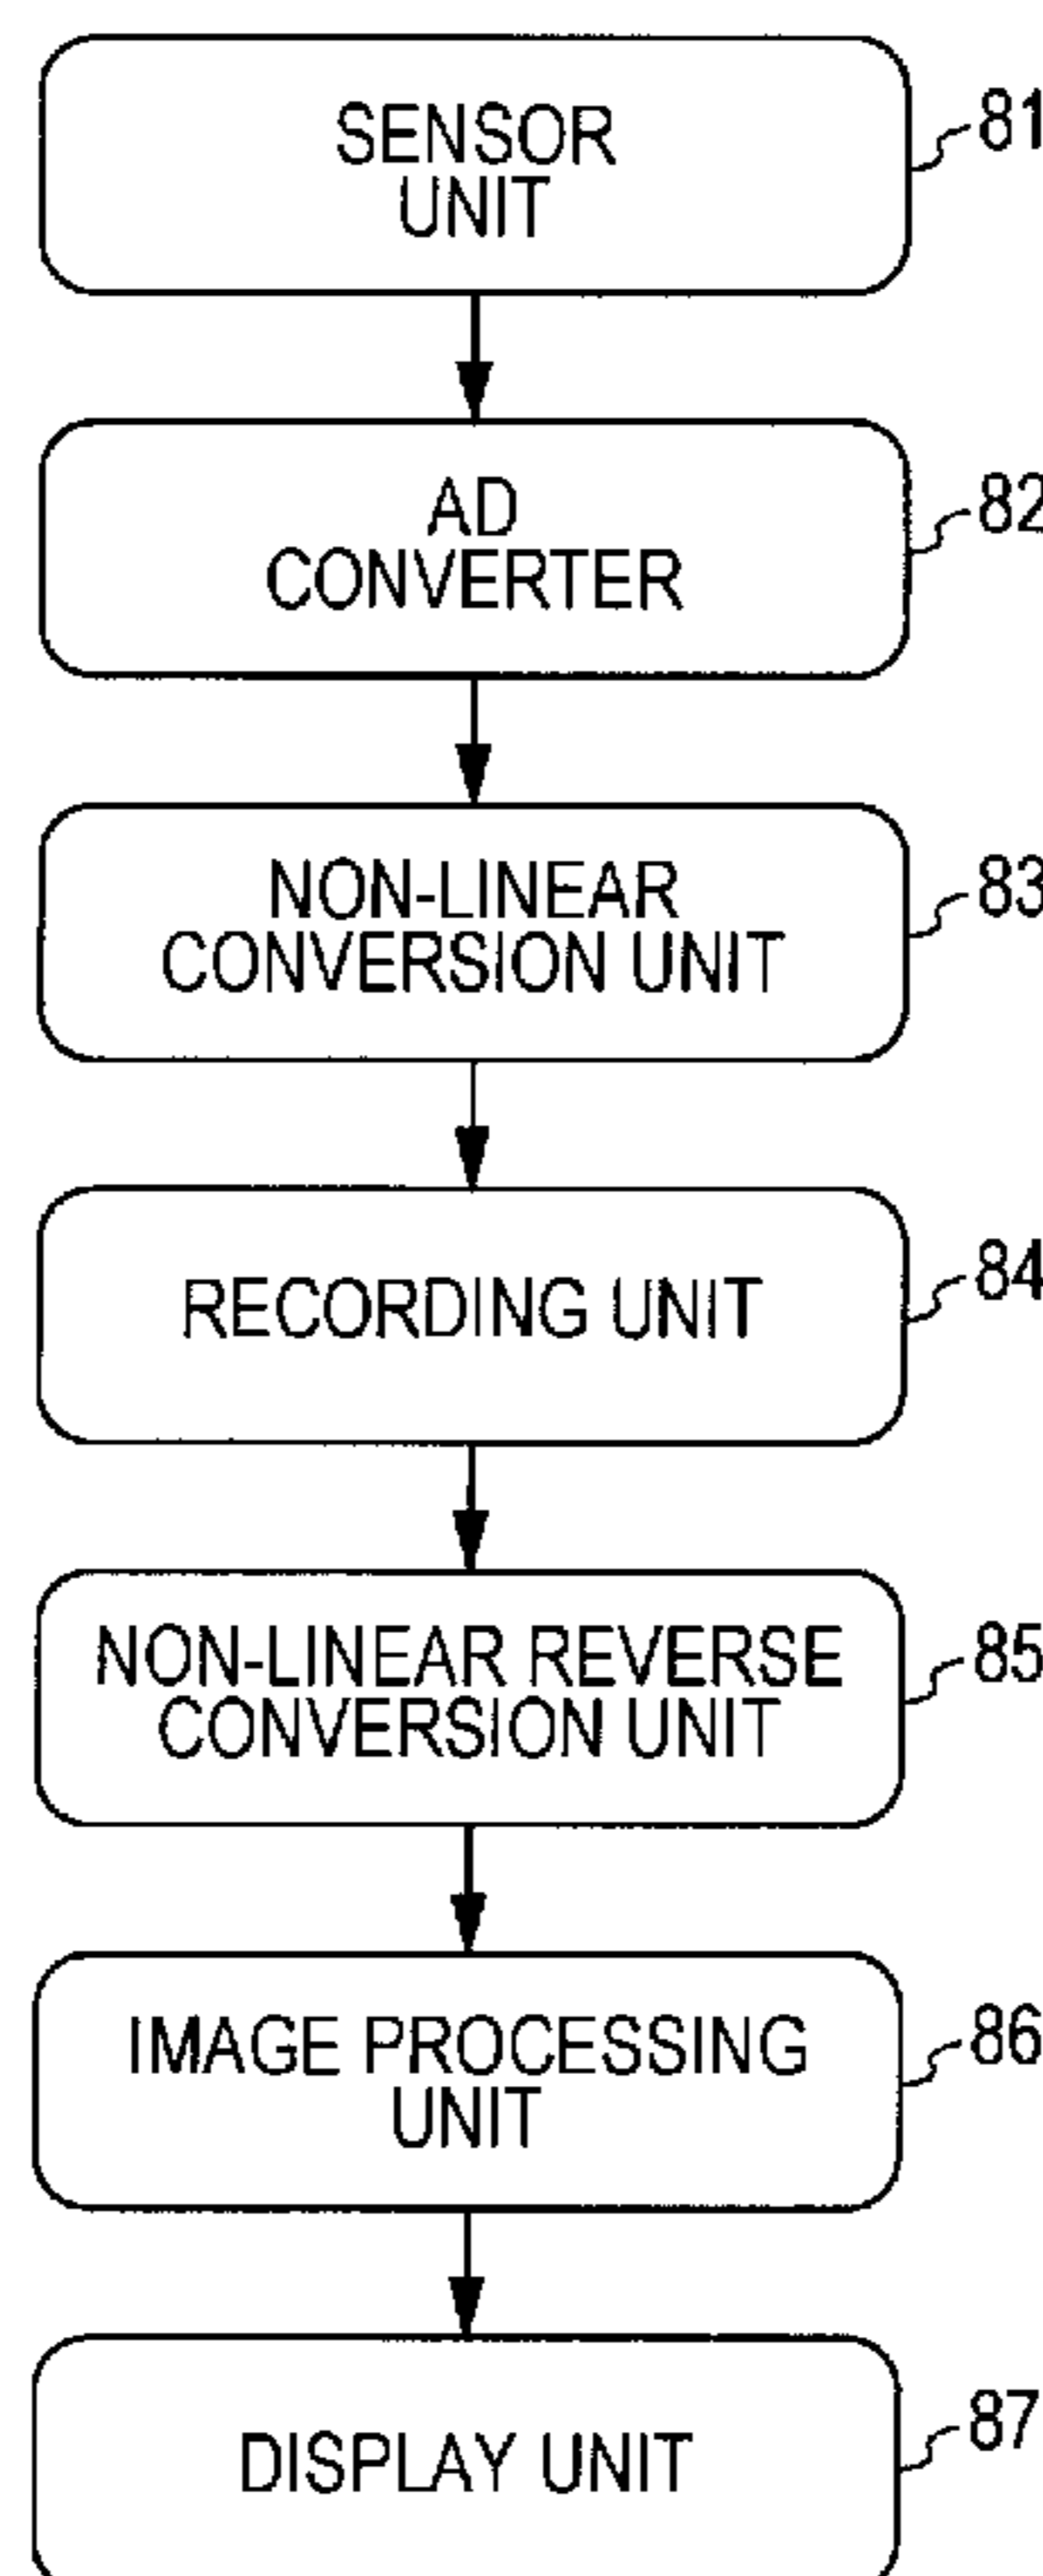 SENSOR
UNIT
81
AD
CONVERTER
82
NON-LINEAR
CONVERSION UNIT
83
RECORDING UNIT
84
NON-LINEAR REVERSE
CONVERSION UNIT
85
IMAGE PROCESSING
UNIT
86
DISPLAY UNIT
87